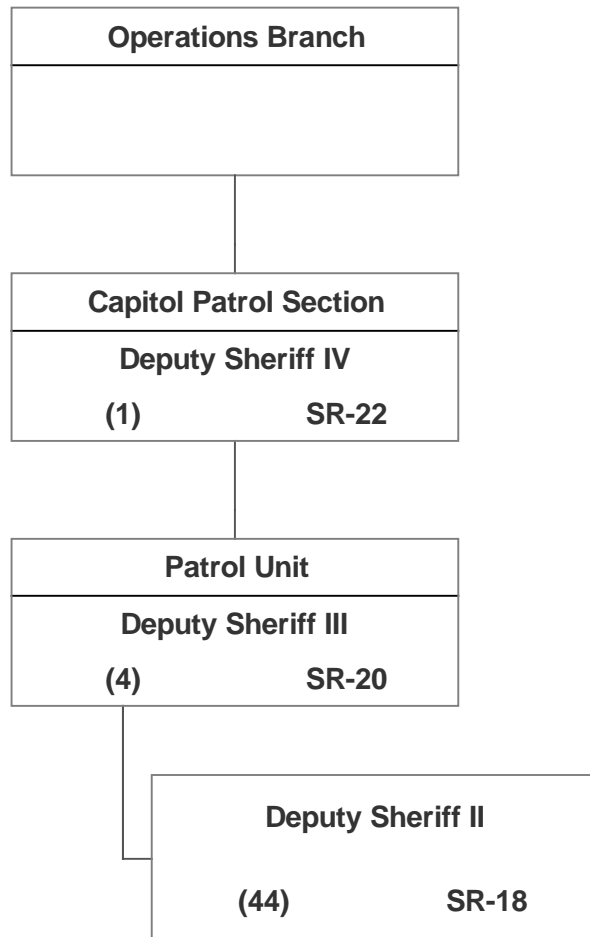 Operations Branch
Capitol Patrol Section
Deputy Sheriff IV
(1) SR-22
Patrol Unit
Deputy Sheriff III
(4) SR-20
Deputy Sheriff II
(44) SR-18